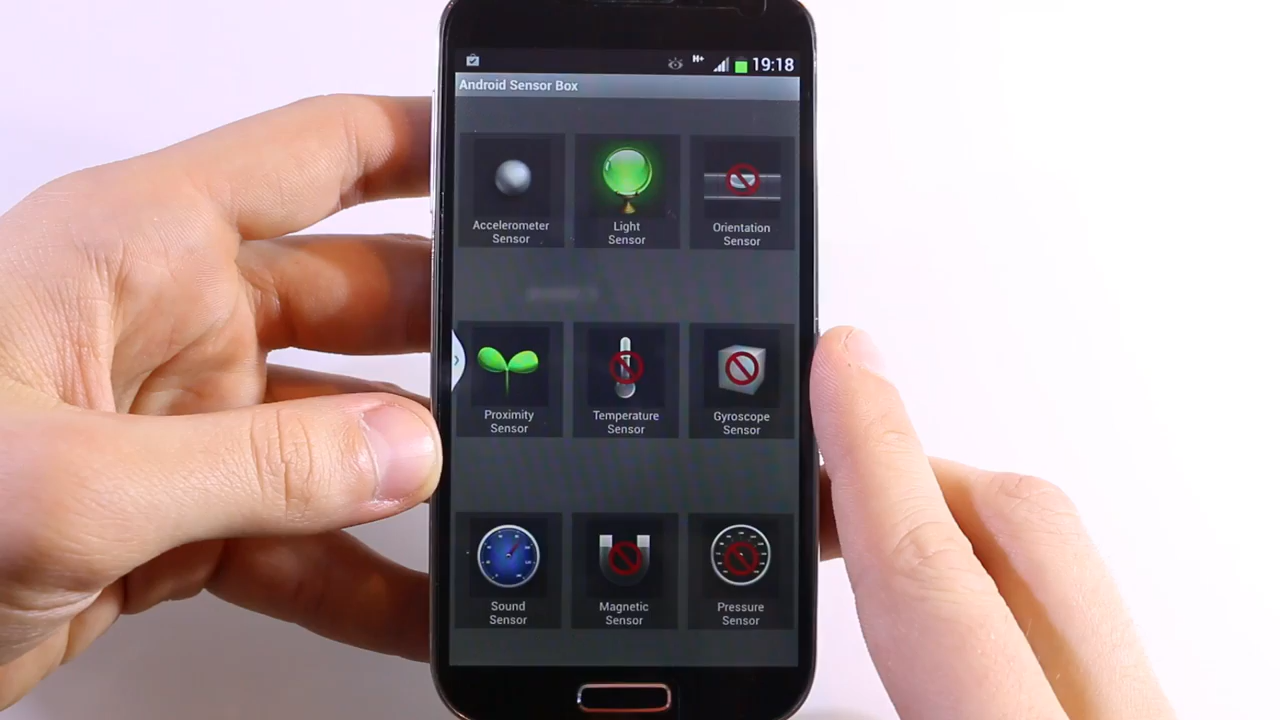 H+ 19:18
Android Sensor Box
Accelerometer
Sensor
Light
Sensor
Orientation
Sensor
Proximity
Sensor
Temperature
Sensor
Gyroscope
Sensor
Sound
Sensor
Magnetic
Sensor
Pressure
Sensor